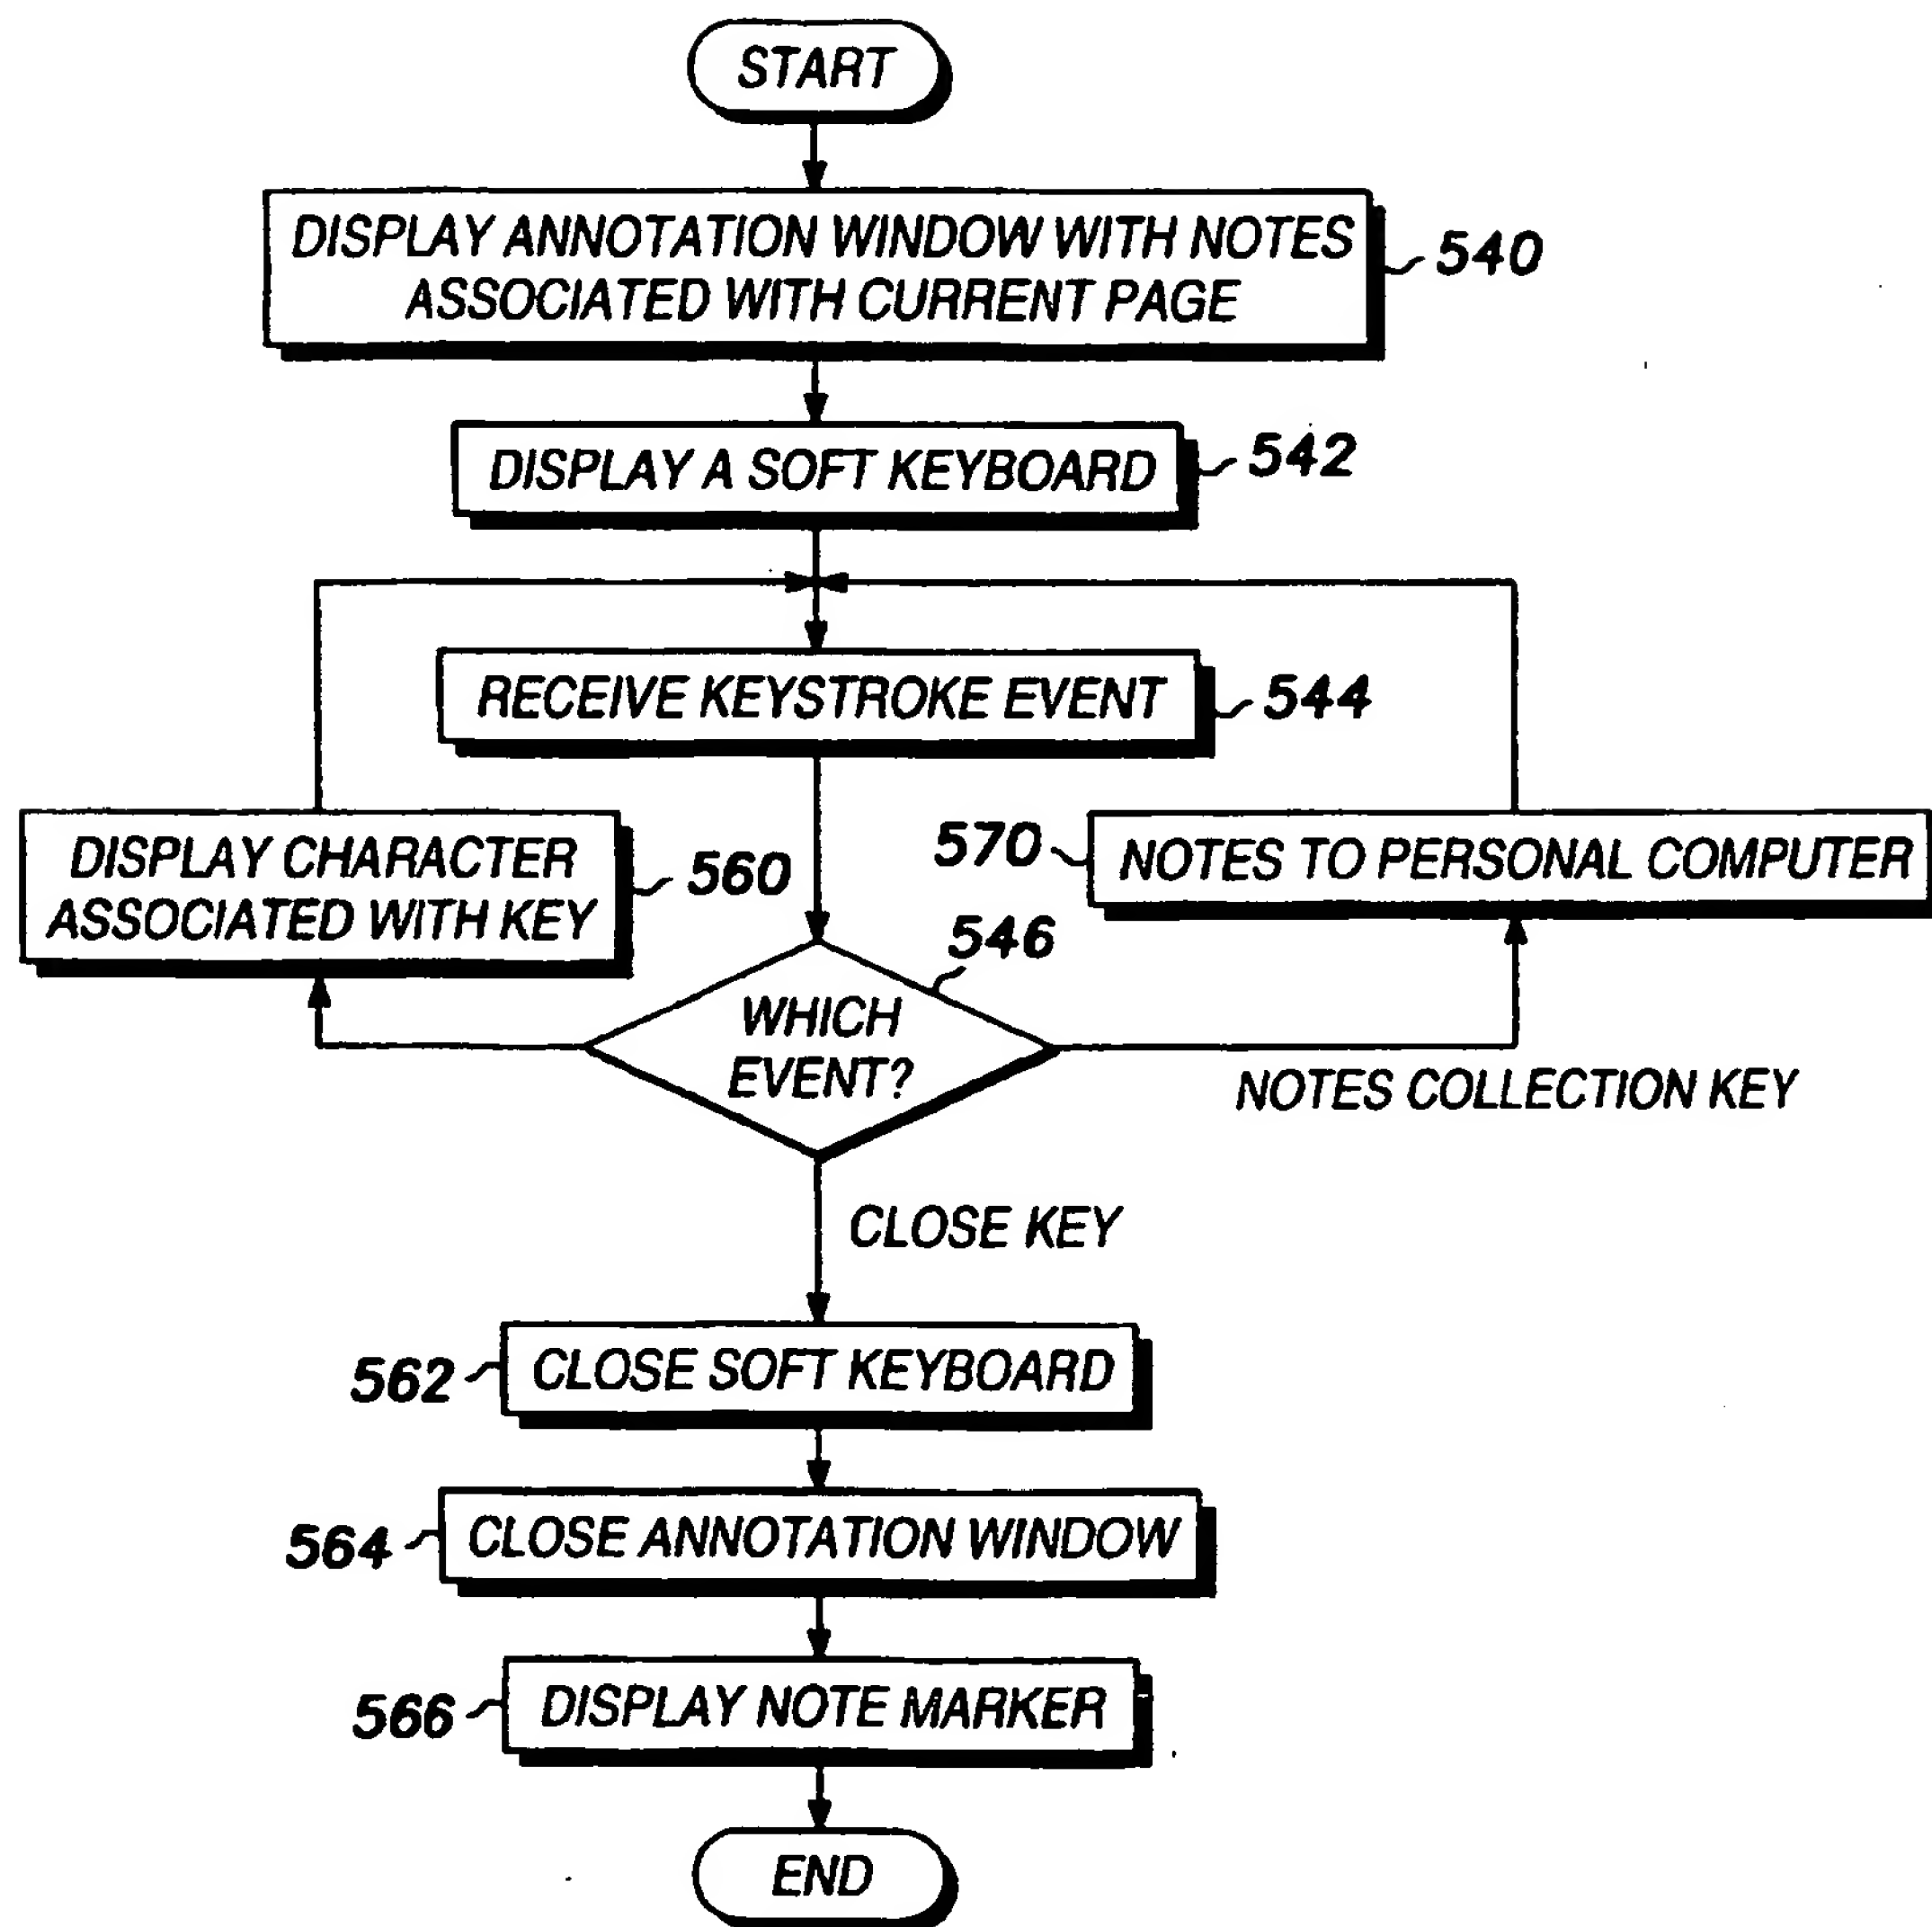 START
DISPLAY ANNOTATION WINDOW WITH NOTES
ASSOCIATED WITH CURRENT PAGE
540
DISPLAY A SOFT KEYBOARD
542
RECEIVE KEYSTROKE EVENT
544
DISPLAY CHARACTER
ASSOCIATED WITH KEY
560
570
NOTES TO PERSONAL COMPUTER
546
WHICH
EVENT?
NOTES COLLECTION KEY
CLOSE KEY
562
CLOSE SOFT KEYBOARD
564
CLOSE ANNOTATION WINDOW
566
DISPLAY NOTE MARKER
END